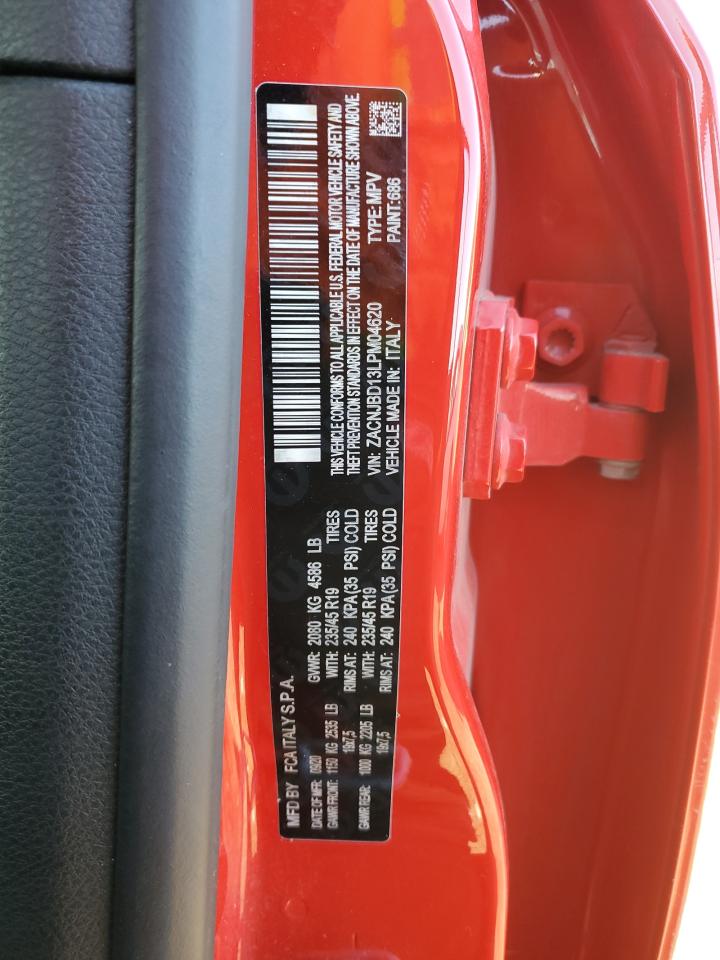 MFD BY FCA ITALY S.P.A.
DATE OF MFR: 09/20 GVWR: 2080 KG 4586 LB
GAWR FRONT: 1150 KG 2535 LB WITH: 235/45 R19 TIRES
19x7,5 RIMS AT: 240 KPA(35 PSI) COLD
GAWR REAR: 1000 KG 2205 LB WITH: 235/45 R19 TIRES
19x7,5 RIMS AT: 240 KPA(35 PSI) COLD
THIS VEHICLE CONFORMS TO ALL APPLICABLE U.S. FEDERAL MOTOR VEHICLE SAFETY AND
THEFT PREVENTION STANDARDS IN EFFECT ON THE DATE OF MANUFACTURE SHOWN ABOVE.
VIN: ZACNJBD13LPM04620 TYPE: MPV
VEHICLE MADE IN: ITALY PAINT: 686